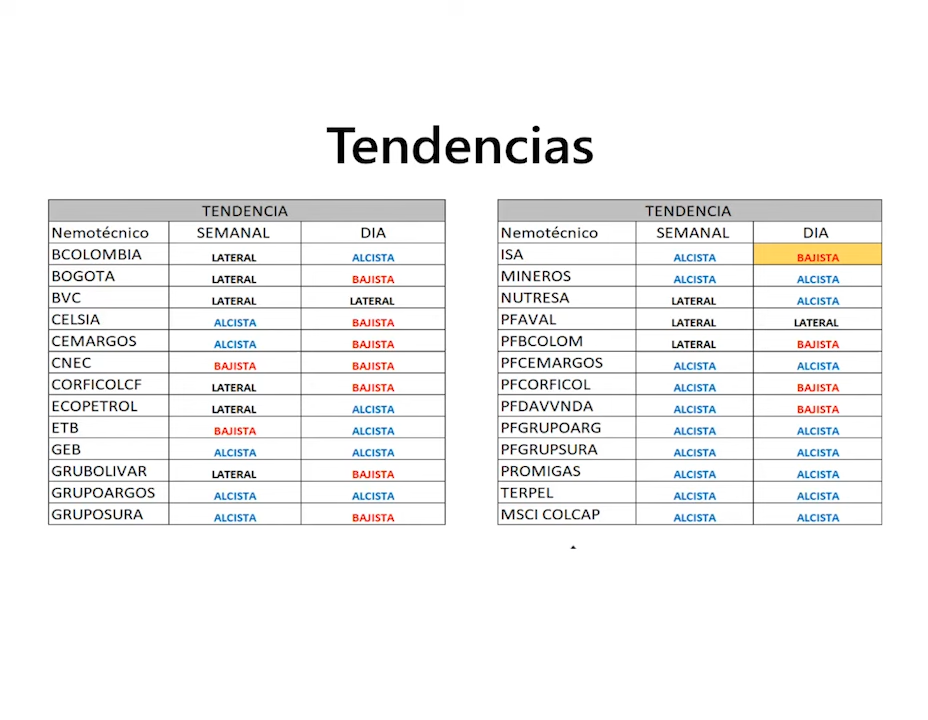 Tendencias
TENDENCIA
Nemotécnico SEMANAL DIA
BCOLOMBIA LATERAL ALCISTA
BOGOTA LATERAL BAJISTA
BVC LATERAL LATERAL
CELSIA ALCISTA BAJISTA
CEMARGOS ALCISTA BAJISTA
CNEC BAJISTA BAJISTA
CORFICOLCF LATERAL BAJISTA
ECOPETROL LATERAL ALCISTA
ETB BAJISTA ALCISTA
GEB ALCISTA ALCISTA
GRUBOLIVAR LATERAL BAJISTA
GRUPOARGOS ALCISTA ALCISTA
GRUPOSURA ALCISTA BAJISTA
TENDENCIA
Nemotécnico SEMANAL DIA
ISA ALCISTA BAJISTA
MINEROS ALCISTA ALCISTA
NUTRESA LATERAL ALCISTA
PFAVAL LATERAL LATERAL
PFBCOLOM LATERAL BAJISTA
PFCEMARGOS ALCISTA ALCISTA
PFCORFICOL ALCISTA BAJISTA
PFDAVVNDA ALCISTA BAJISTA
PFGRUPOARG ALCISTA ALCISTA
PFGRUPSURA ALCISTA ALCISTA
PROMIGAS ALCISTA ALCISTA
TERPEL ALCISTA ALCISTA
MSCI COLCAP ALCISTA ALCISTA